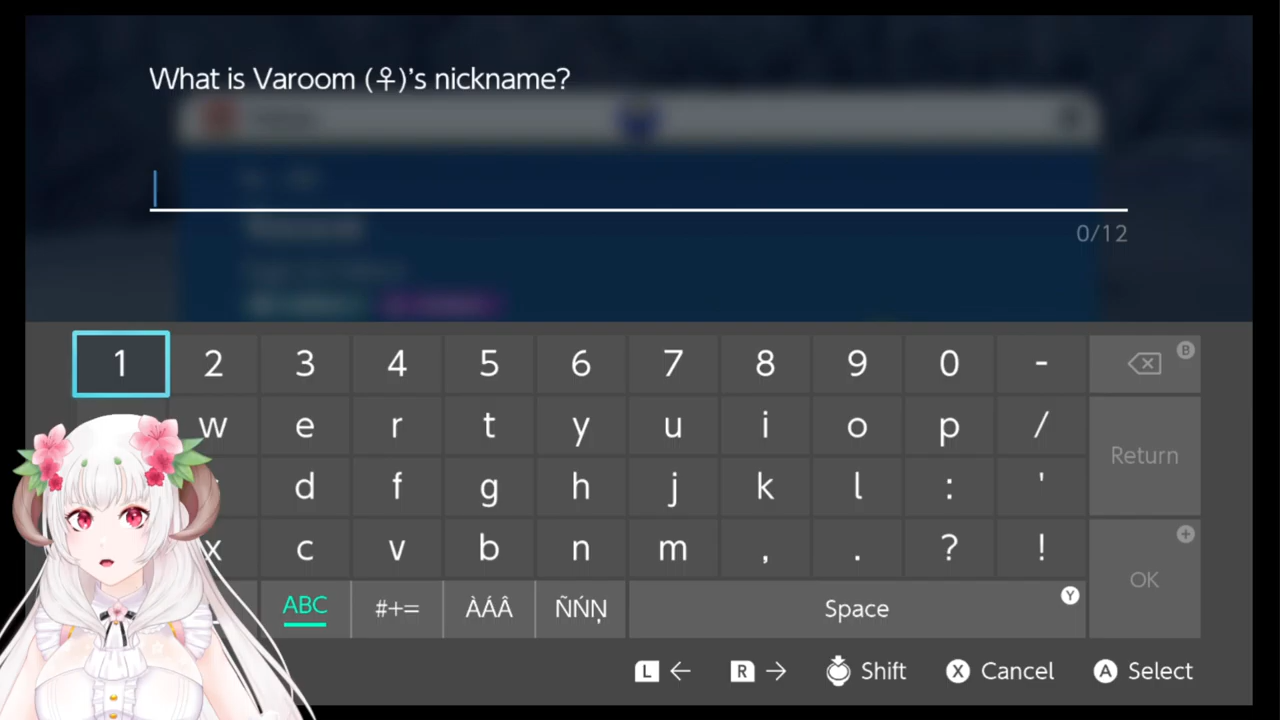 What is Varoom (♀)'s nickname?
0/12
1 2 3 4 5 6 7 8 9 0 - B
w e r t y u i o p / Return
d f g h j k l : '
x c v b n m , . ? ! + OK
ABC #+= ÀÁÂ ÑŃŅ Space Y
L ← R → Shift X Cancel A Select